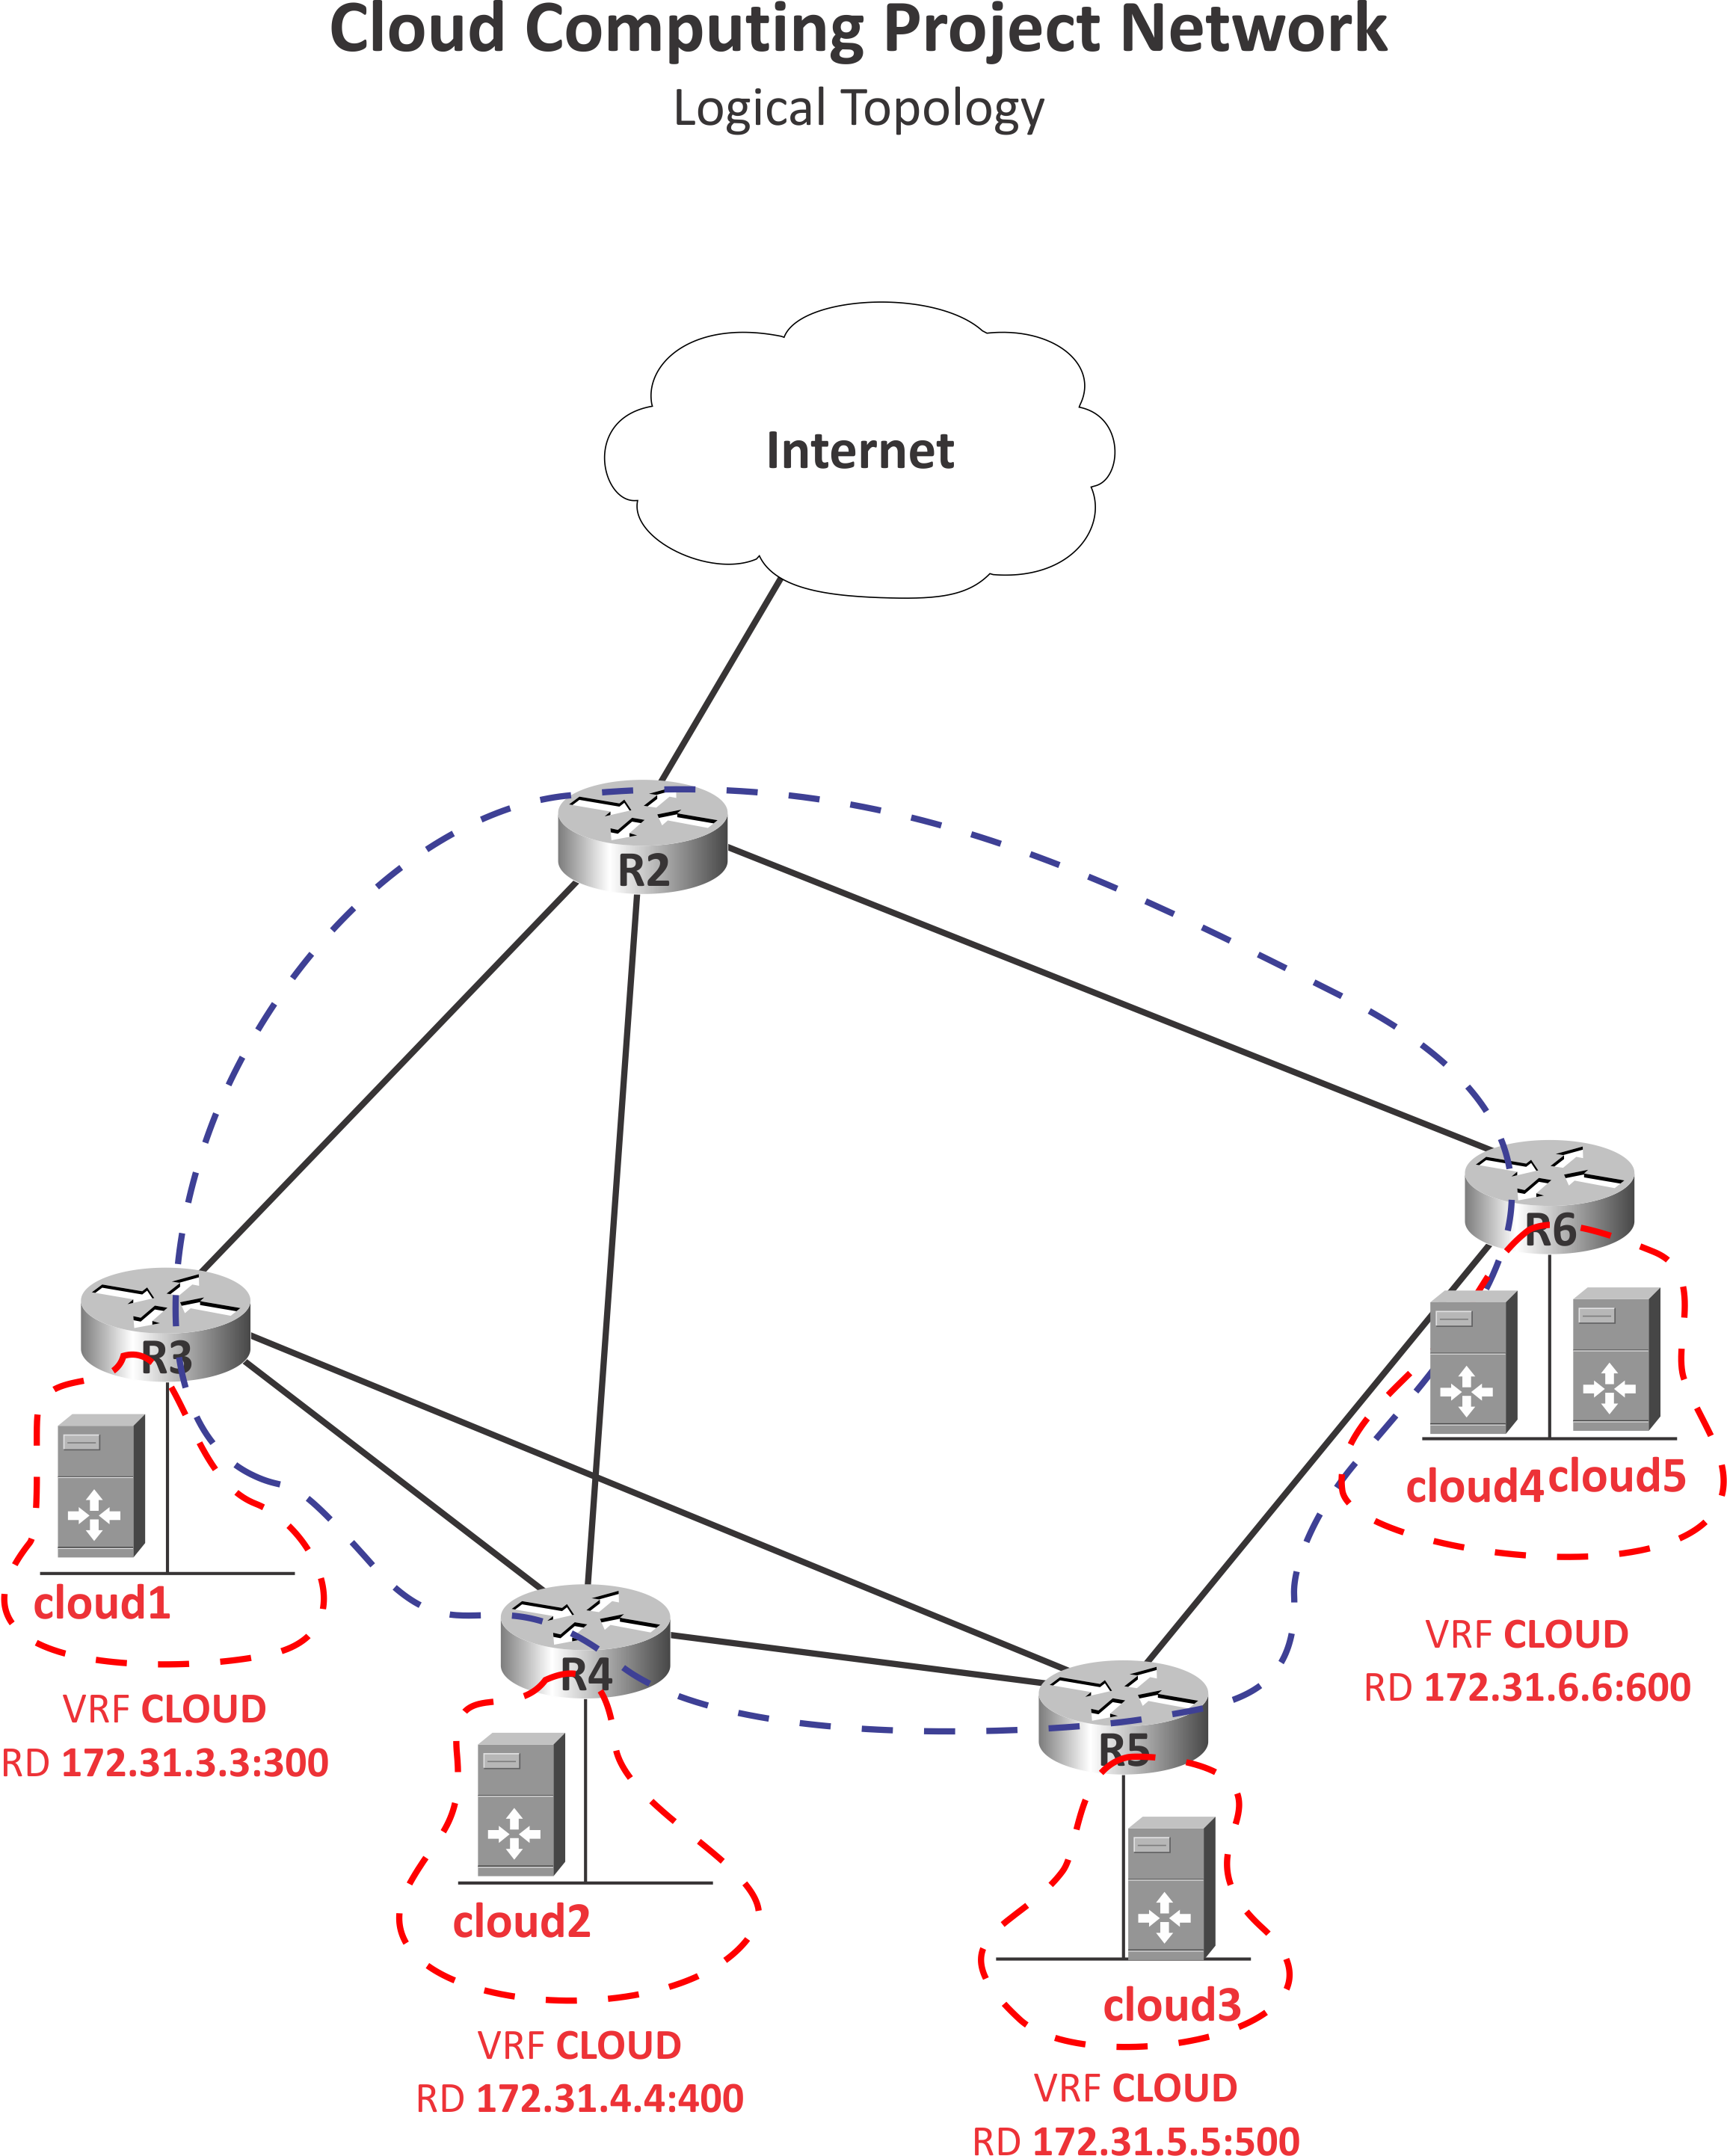 Cloud Computing Project Network
Logical Topology
Internet
R2
R6
R3
cloud4
cloud5
cloud1
VRF CLOUD
RD 172.31.6.6:600
R4
VRF CLOUD
RD 172.31.3.3:300
R5
cloud2
cloud3
VRF CLOUD
RD 172.31.4.4:400
VRF CLOUD
RD 172.31.5.5:500